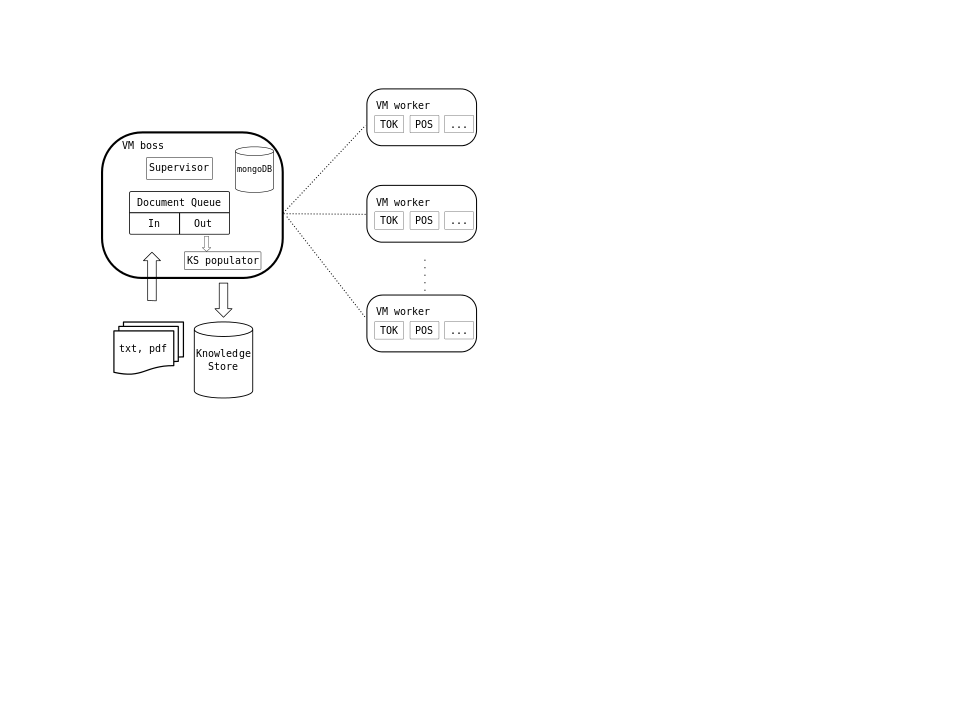 VM boss
Supervisor
mongoDB
Document Queue
In
Out
KS populator
txt, pdf
Knowledge
Store
VM worker
TOK
POS
...
VM worker
TOK
POS
...
VM worker
TOK
POS
...